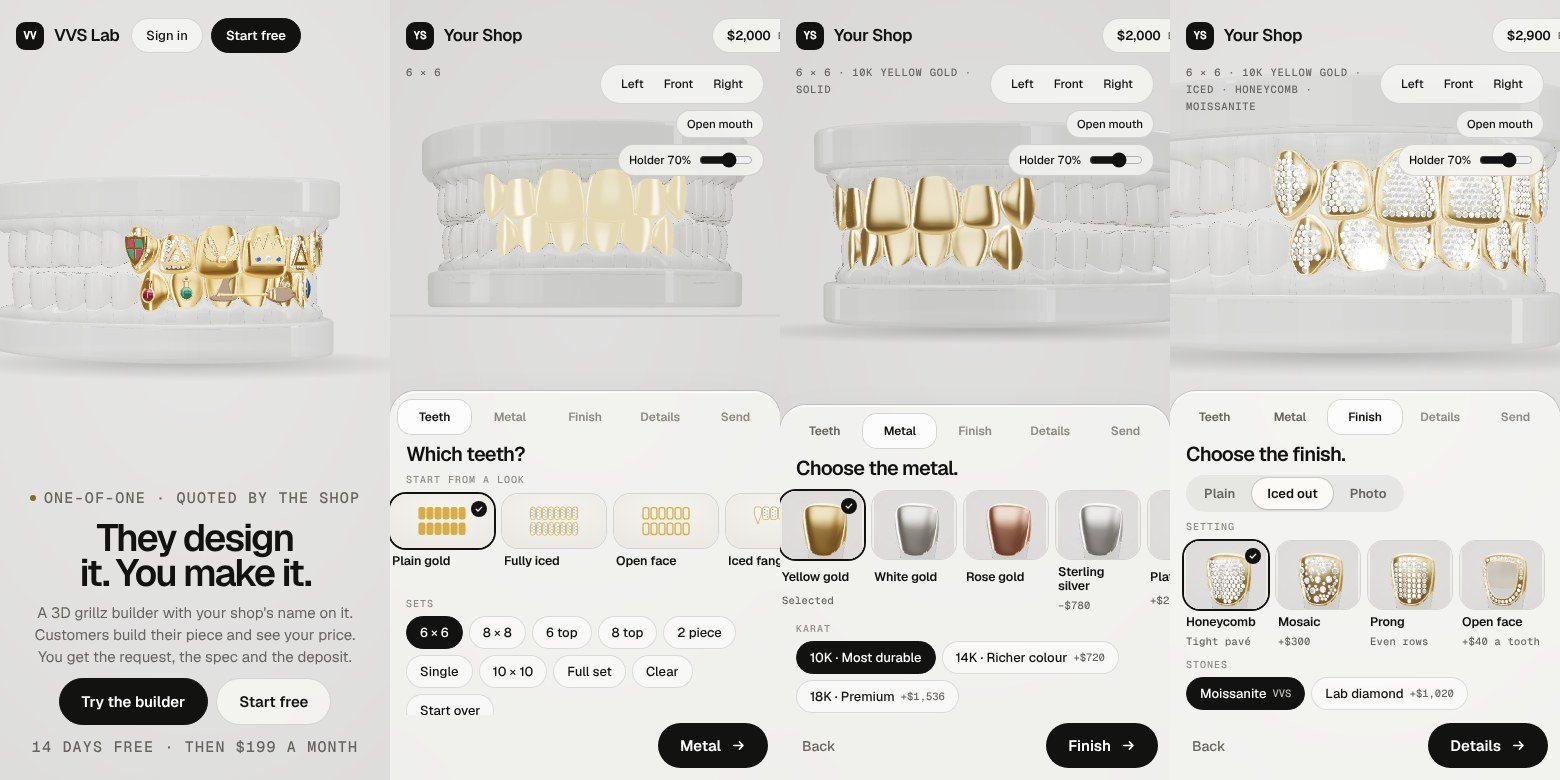 VV VVS Lab Sign in Start free
ONE-OF-ONE · QUOTED BY THE SHOP
They design
it. You make it.
A 3D grillz builder with your shop's name on it.
Customers build their piece and see your price.
You get the request, the spec and the deposit.
Try the builder Start free
14 DAYS FREE · THEN $199 A MONTH
YS Your Shop $2,000
6 × 6
Left Front Right
Open mouth
Holder 70%
Teeth Metal Finish Details Send
Which teeth?
START FROM A LOOK
Plain gold Fully iced Open face Iced fang
SETS
6 × 6 8 × 8 6 top 8 top 2 piece
Single 10 × 10 Full set Clear
Start over
Metal →
YS Your Shop $2,000
6 × 6 · 10K YELLOW GOLD ·
SOLID
Left Front Right
Open mouth
Holder 70%
Teeth Metal Finish Details Send
Choose the metal.
Yellow gold White gold Rose gold Sterling
silver Pla
Selected −$780 +$2
KARAT
10K · Most durable 14K · Richer colour +$720
18K · Premium +$1,536
Back Finish →
YS Your Shop $2,900
6 × 6 · 10K YELLOW GOLD ·
ICED · HONEYCOMB ·
MOISSANITE
Left Front Right
Open mouth
Holder 70%
Teeth Metal Finish Details Send
Choose the finish.
Plain Iced out Photo
SETTING
Honeycomb Mosaic Prong Open face
Tight pavé +$300 Even rows +$40 a tooth
STONES
Moissanite VVS Lab diamond +$1,020
Back Details →